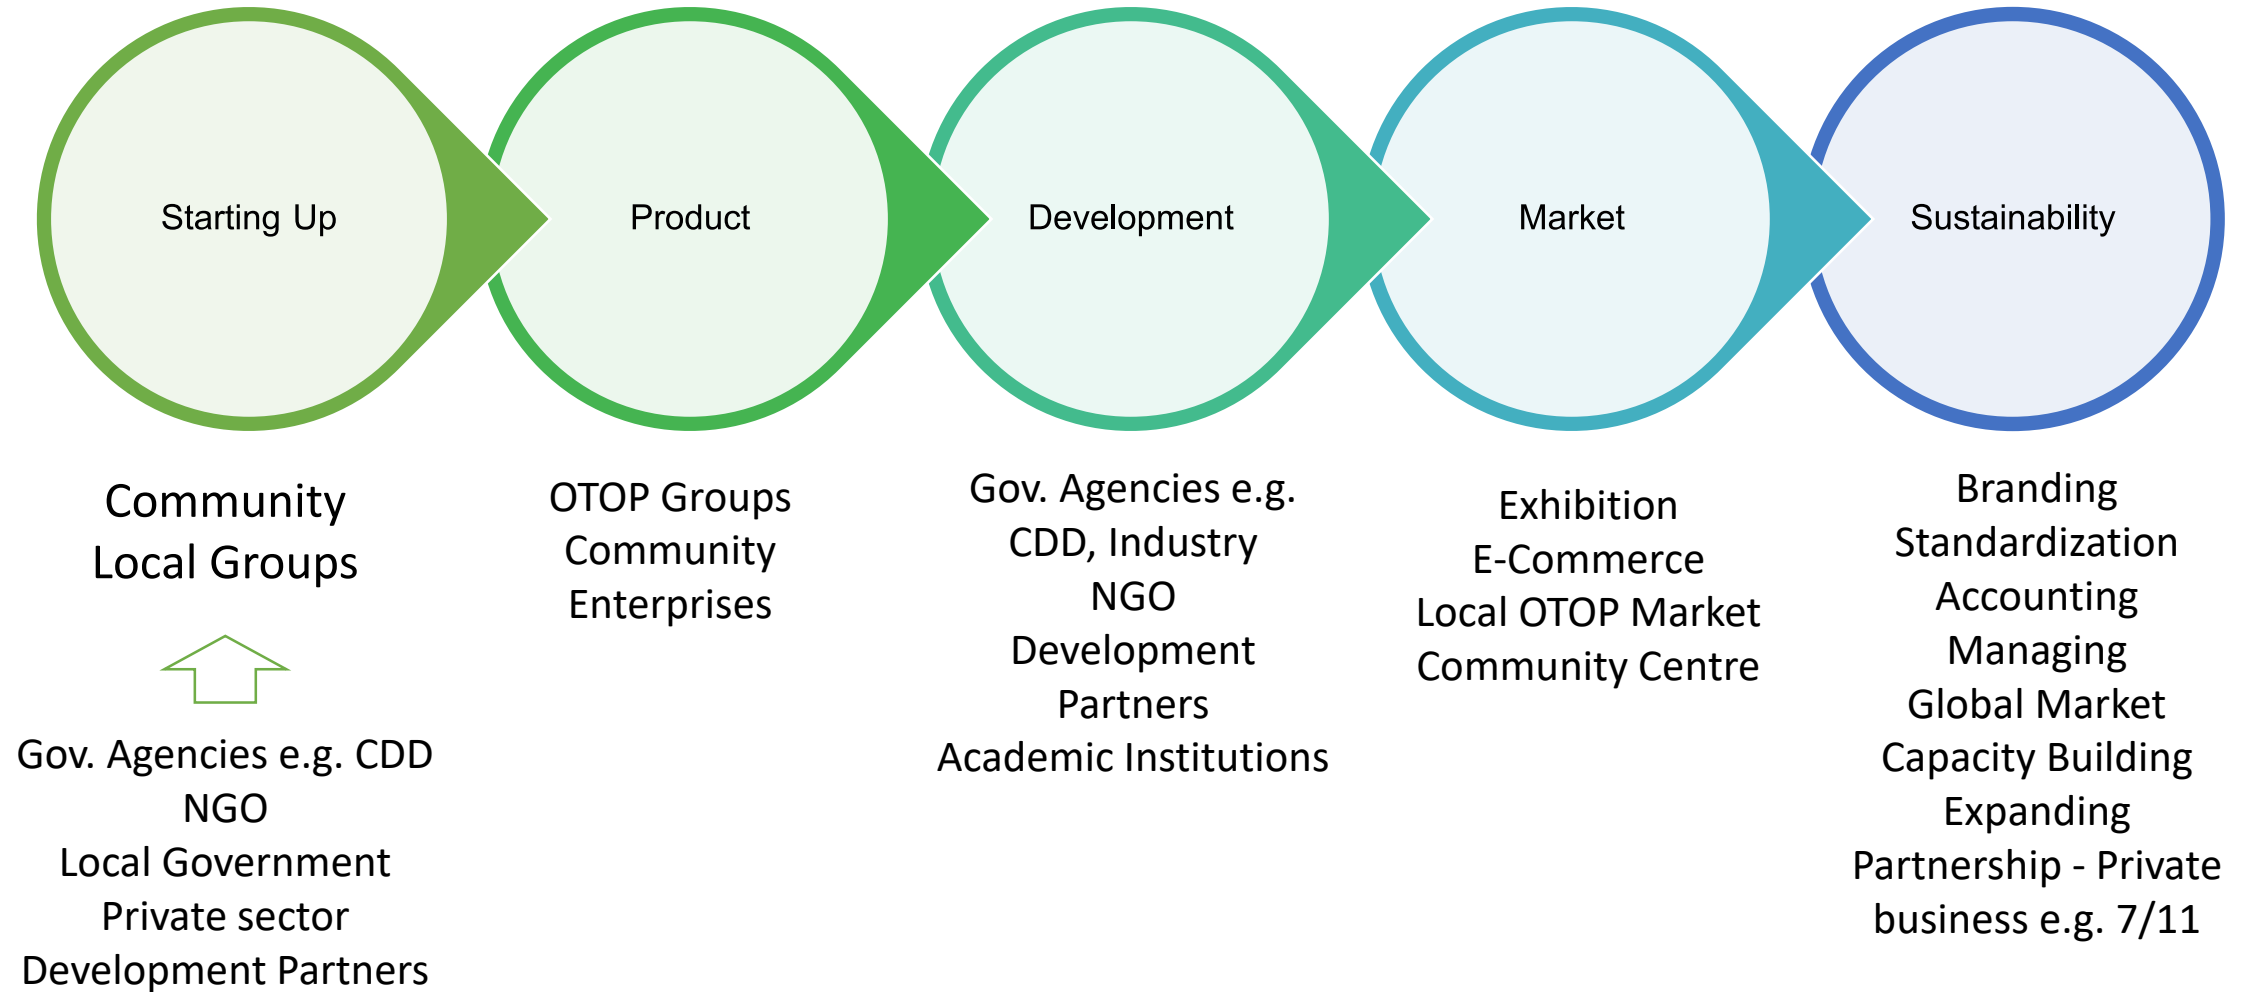 Starting Up
Product
Development
Market
Sustainability
Community
Local Groups
Gov. Agencies e.g. CDD
NGO
Local Government
Private sector
Development Partners
OTOP Groups
Community
Enterprises
Gov. Agencies e.g.
CDD, Industry
NGO
Development
Partners
Academic Institutions
Exhibition
E-Commerce
Local OTOP Market
Community Centre
Branding
Standardization
Accounting
Managing
Global Market
Capacity Building
Expanding
Partnership - Private
business e.g. 7/11